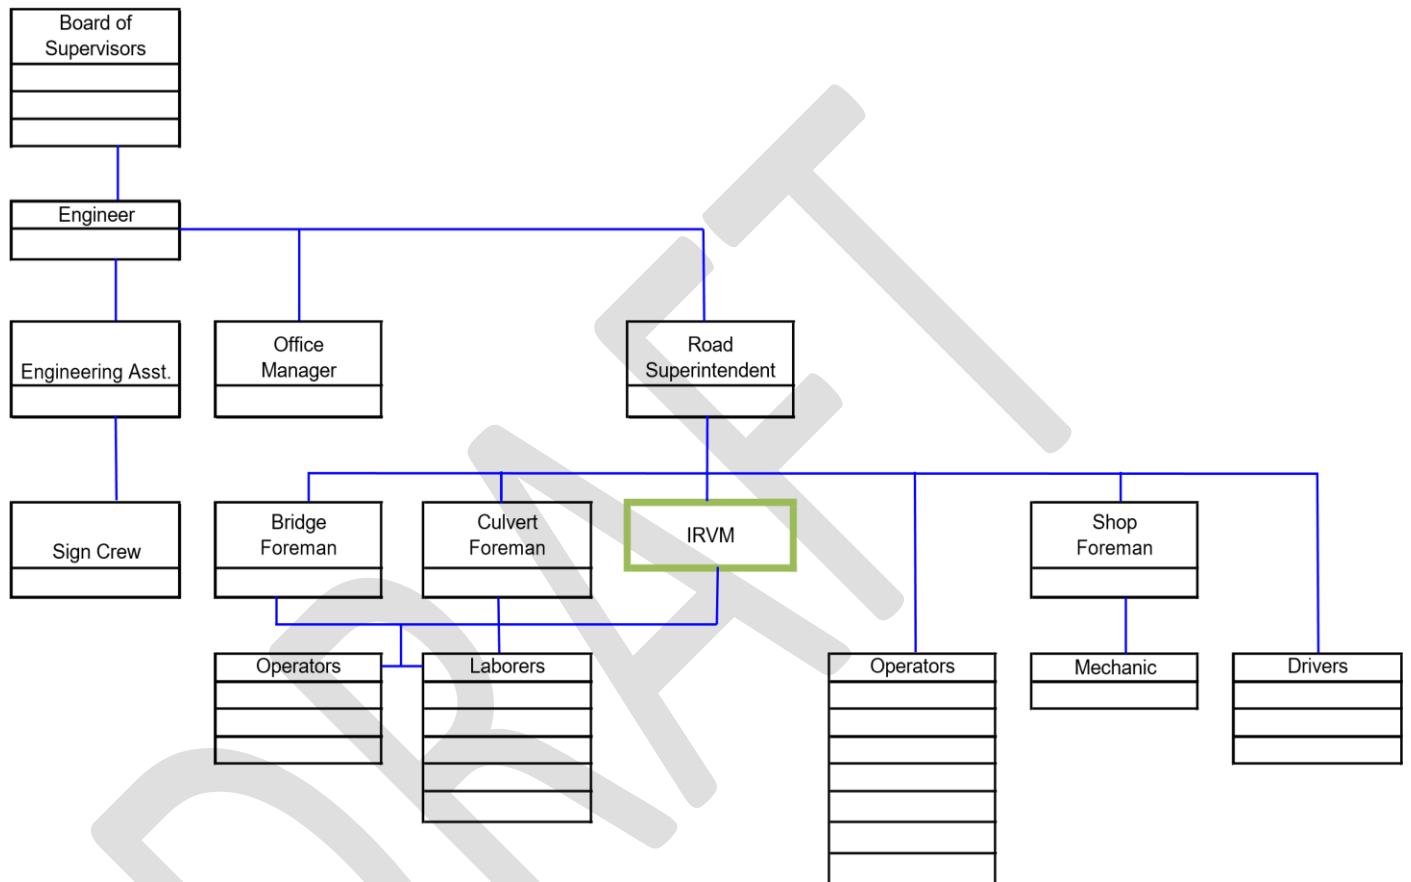 Board of
Supervisors
Engineer
Engineering Asst.
Office
Manager
Road
Superintendent
Sign Crew
Bridge
Foreman
Culvert
Foreman
IRVM
Shop
Foreman
Operators
Laborers
Operators
Mechanic
Drivers
DRAFT